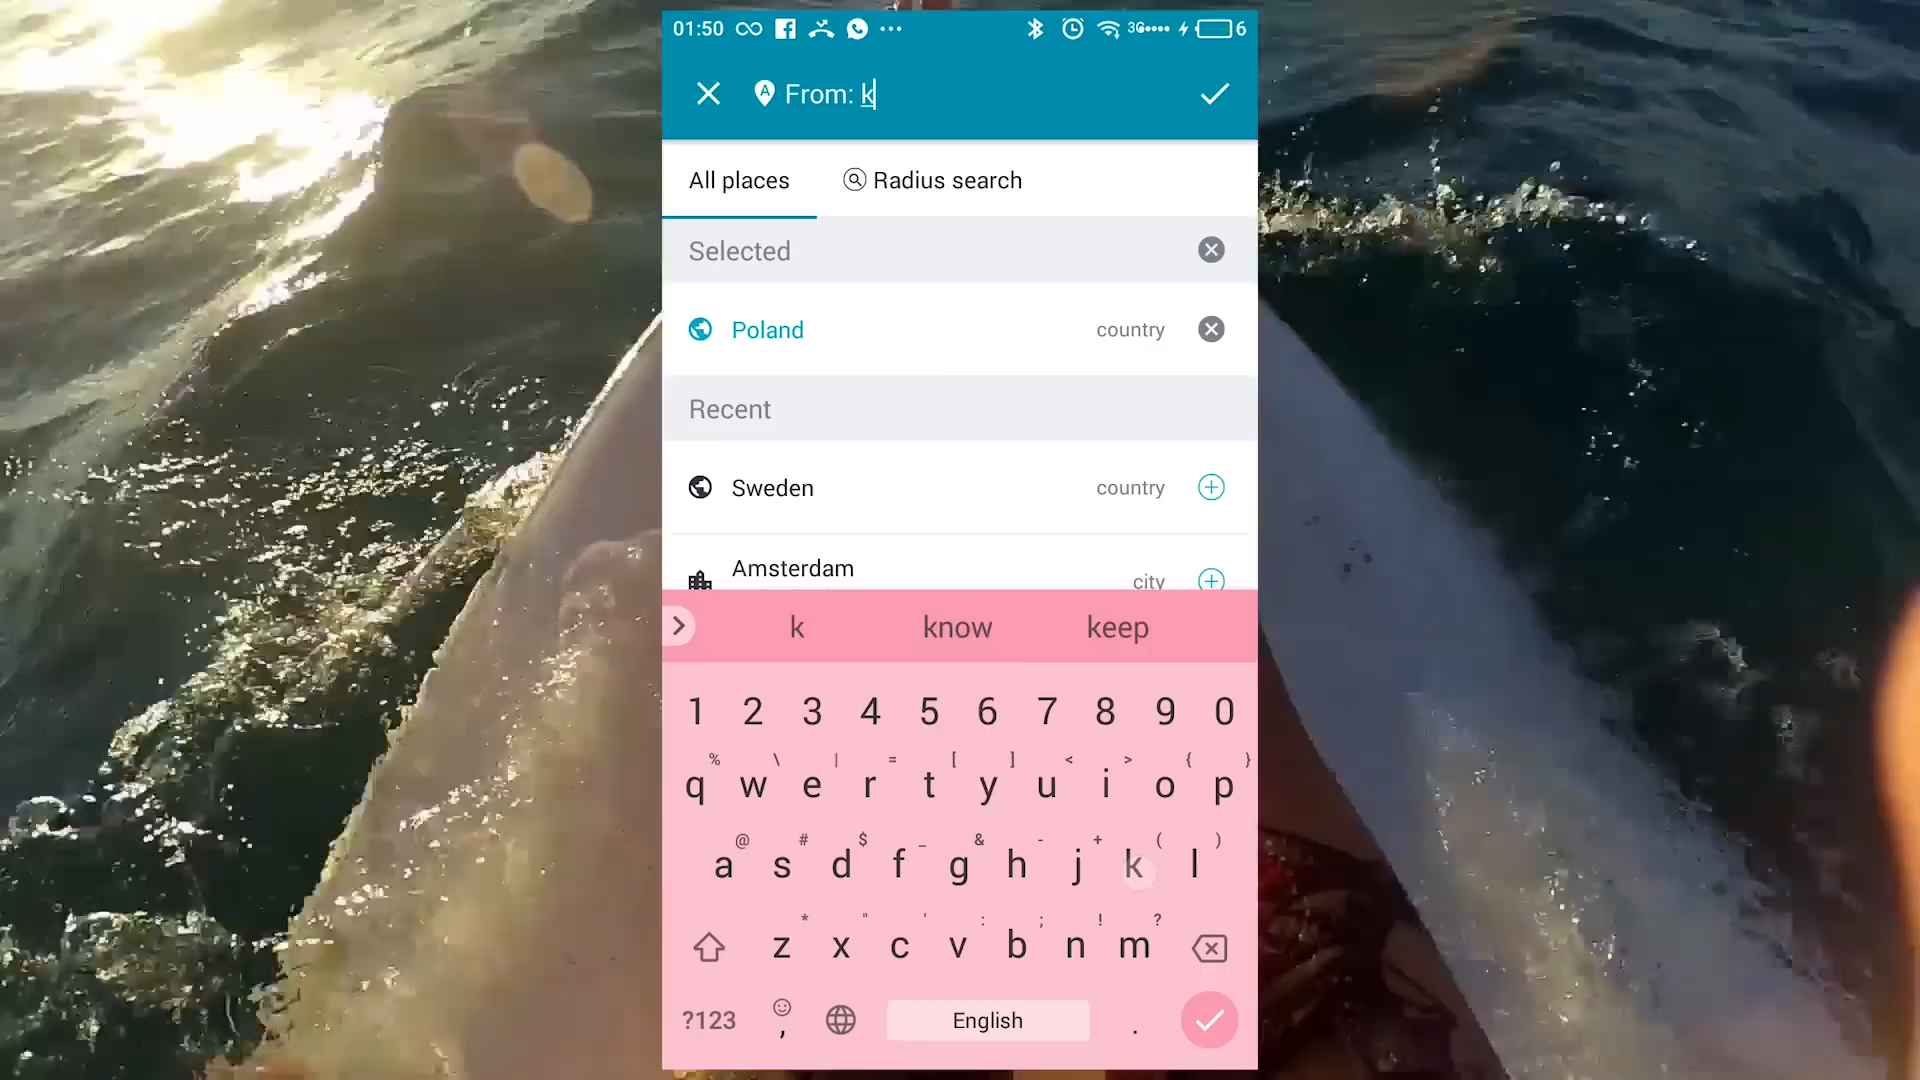 01:50 3G 6
From: k
All places Radius search
Selected
Poland country
Recent
Sweden country
Amsterdam city
k know keep
1 2 3 4 5 6 7 8 9 0
% \ | = [ ] < > { }
q w e r t y u i o p
@ # $ _ & - + ( )
a s d f g h j k l
* " ' : ; ! ?
z x c v b n m
?123 , English .